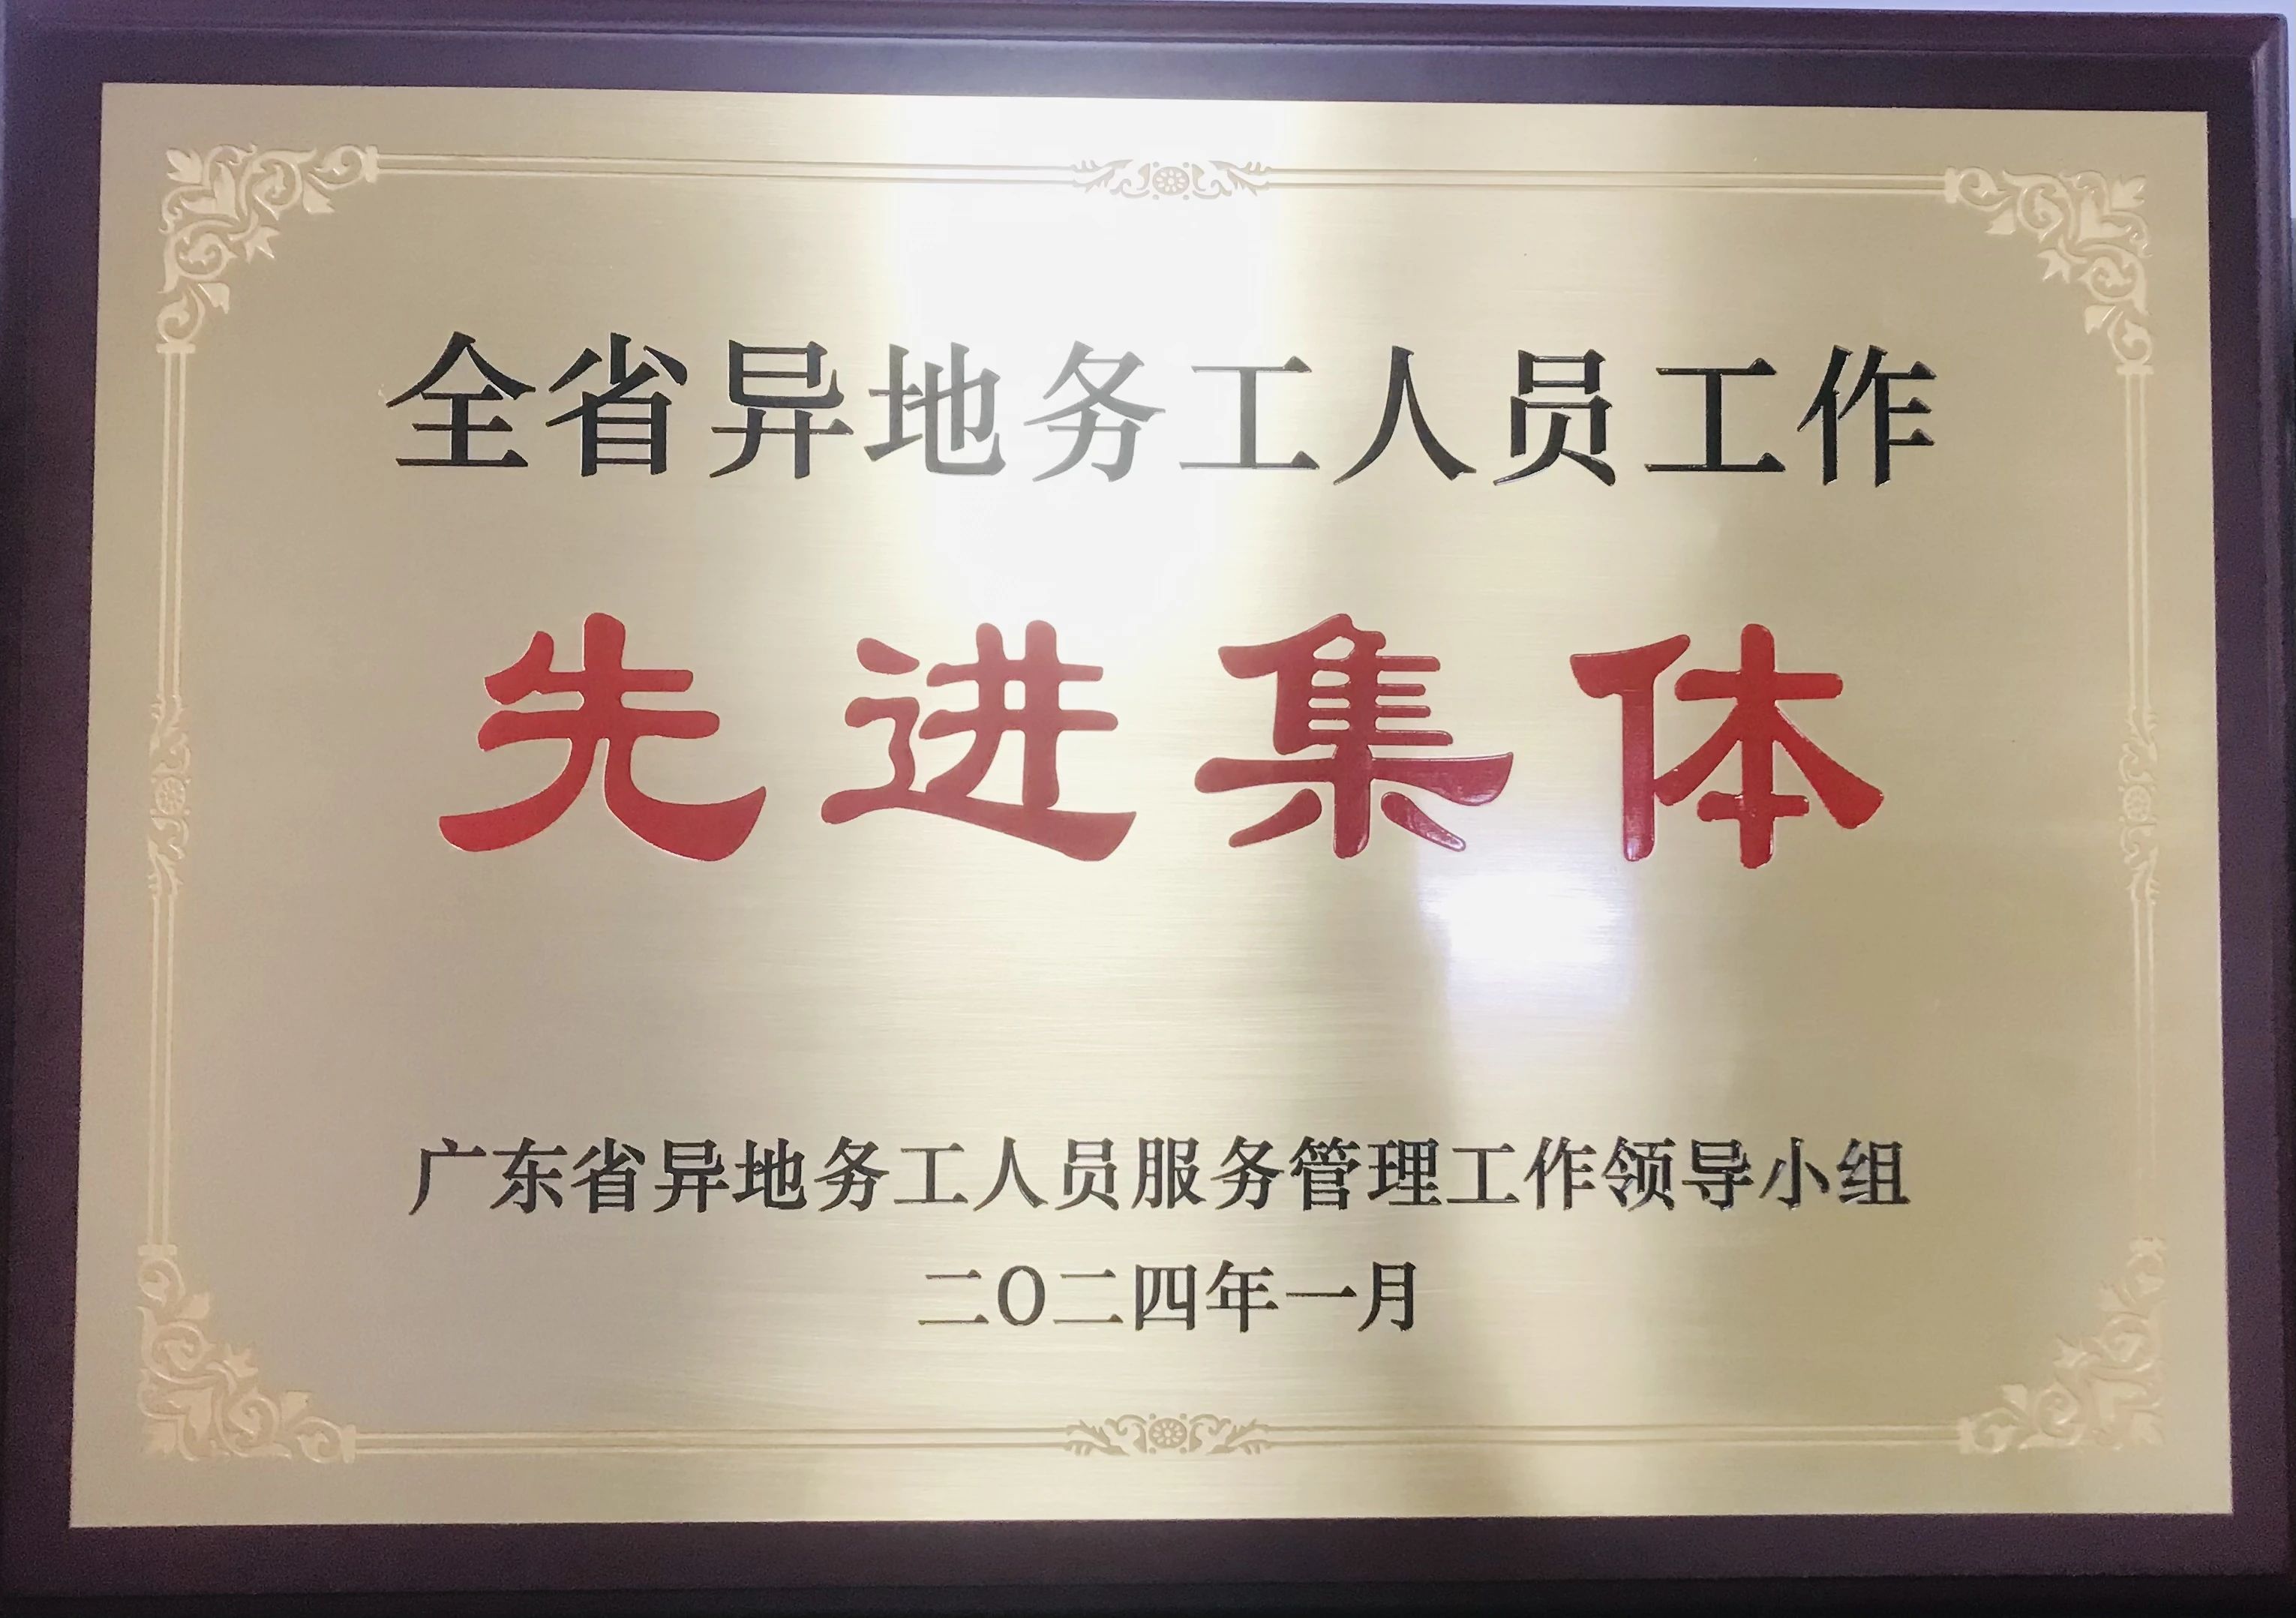 全省异地务工人员工作
先进集体
广东省异地务工人员服务管理工作领导小组
二〇二四年一月